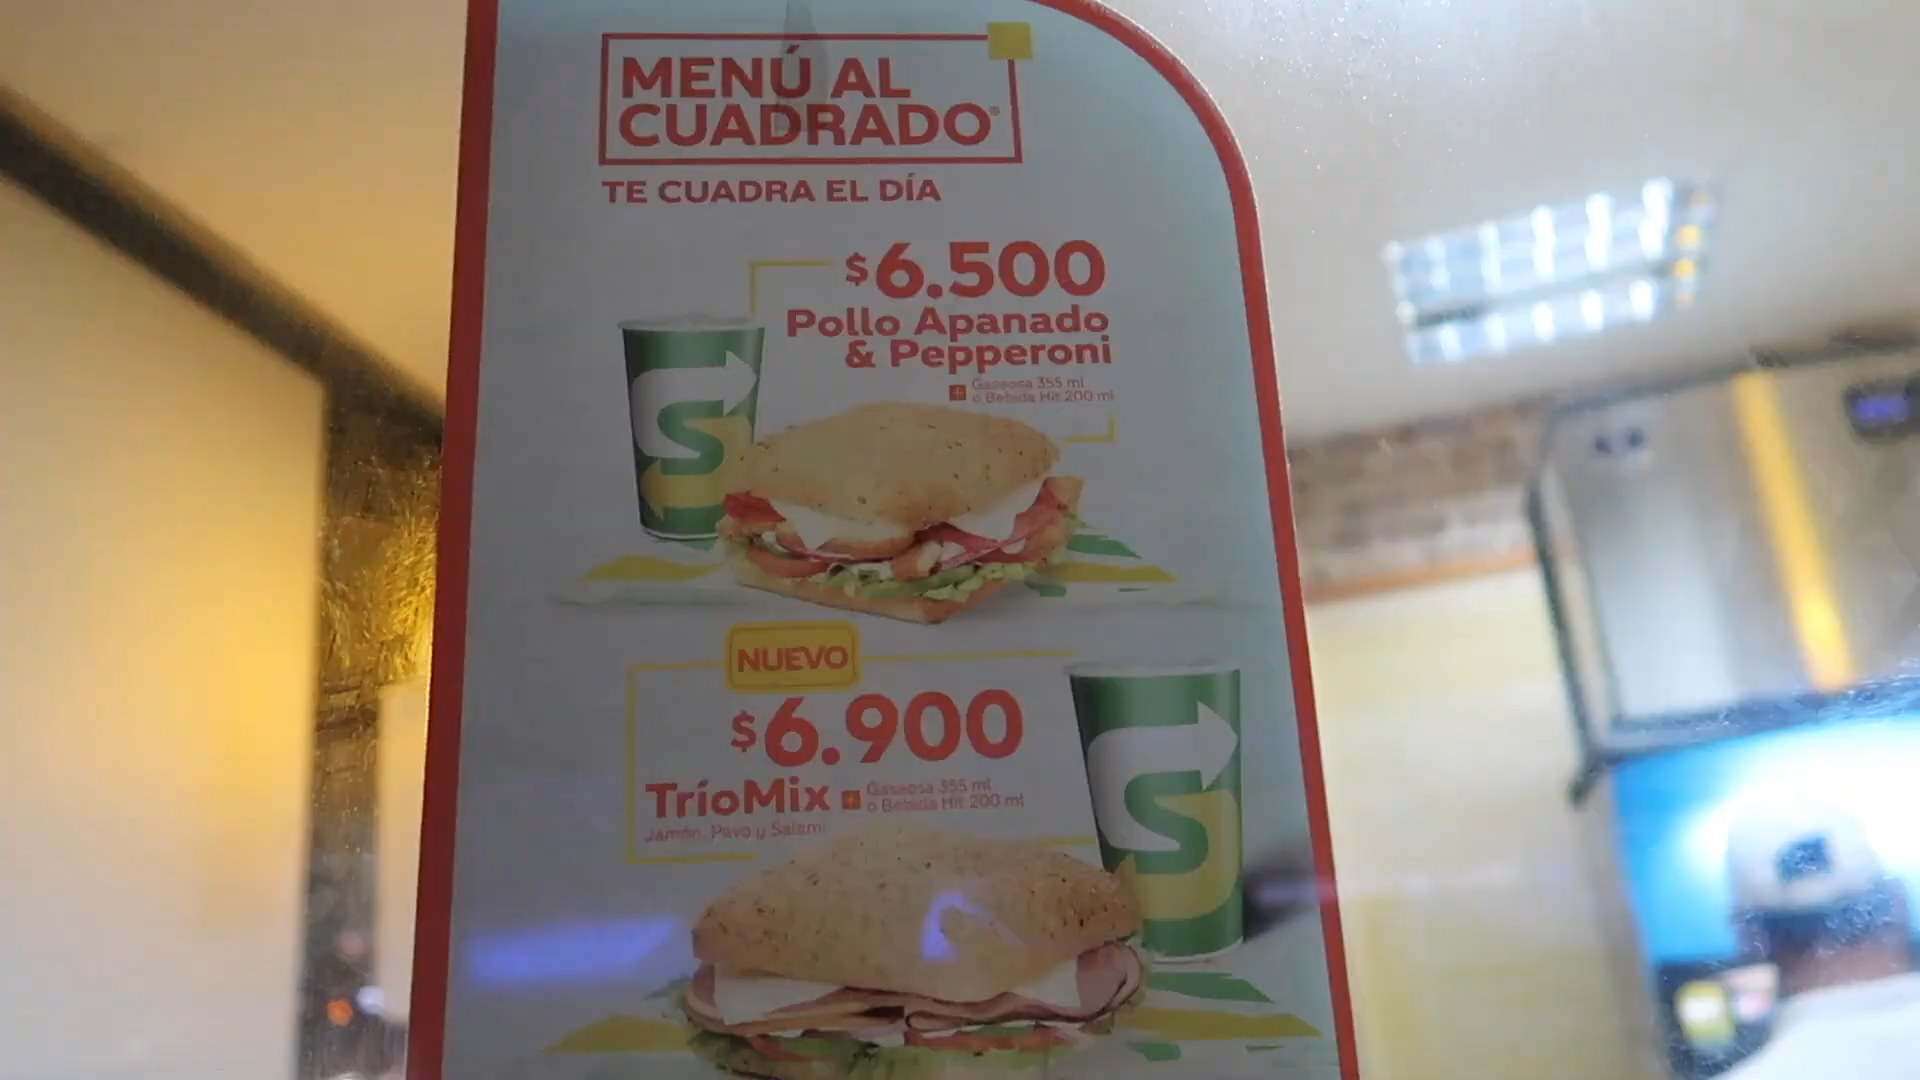 MENÚ AL
CUADRADO®
TE CUADRA EL DÍA
$6.500
Pollo Apanado
& Pepperoni
+ Gaseosa 355 ml
o Bebida Hit 200 ml
NUEVO
$6.900
TríoMix + Gaseosa 355 ml
o Bebida Hit 200 ml
Jamón, Pavo y Salami